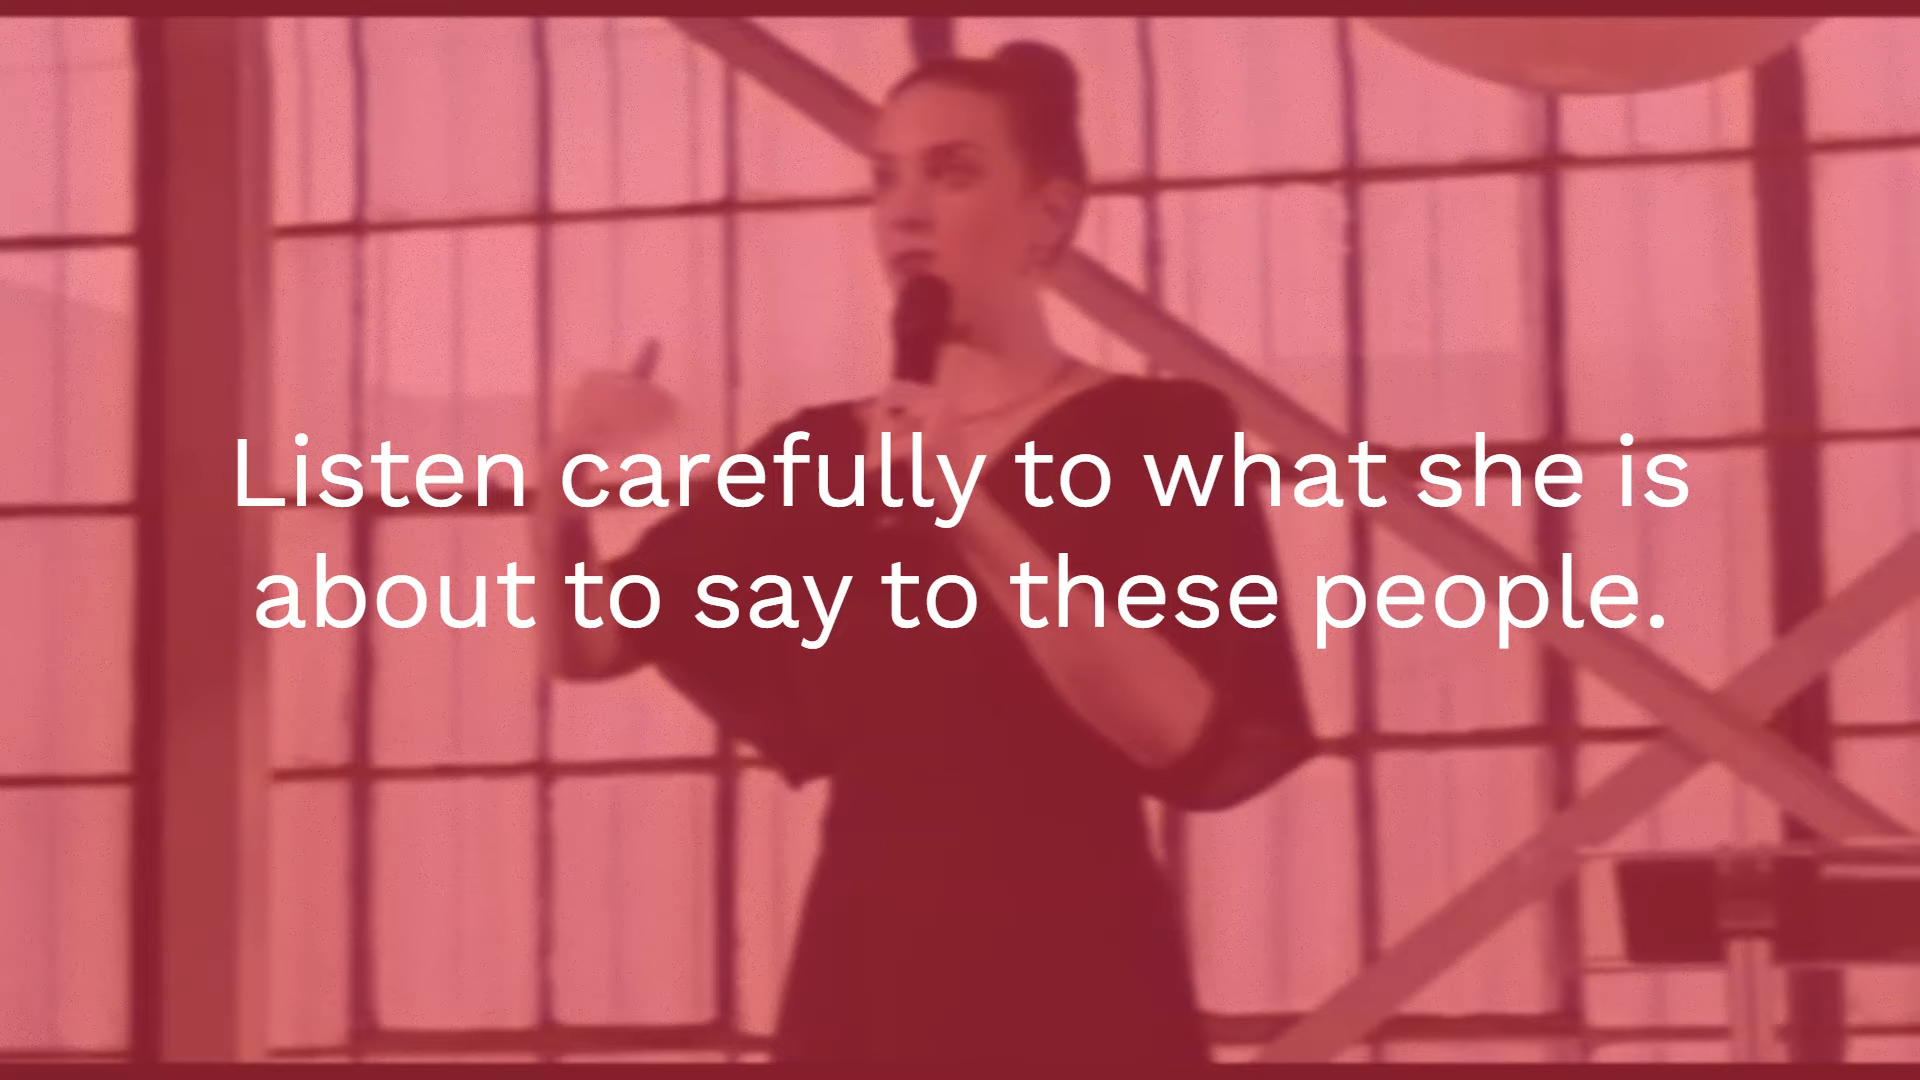 Listen carefully to what she is
about to say to these people.